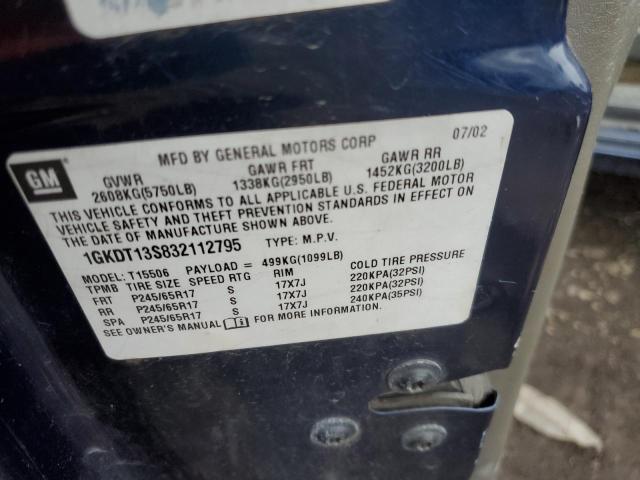 MFD BY GENERAL MOTORS CORP 07/02
GM
GVWR GAWR FRT GAWR RR
2608KG(5750LB) 1338KG(2950LB) 1452KG(3200LB)
THIS VEHICLE CONFORMS TO ALL APPLICABLE U.S. FEDERAL MOTOR
VEHICLE SAFETY AND THEFT PREVENTION STANDARDS IN EFFECT ON
THE DATE OF MANUFACTURE SHOWN ABOVE.
1GKDT13S832112795 TYPE: M.P.V.
MODEL: T15506 PAYLOAD = 499KG(1099LB)
TPMB TIRE SIZE SPEED RTG RIM COLD TIRE PRESSURE
FRT P245/65R17 S 17X7J 220KPA(32PSI)
RR P245/65R17 S 17X7J 220KPA(32PSI)
SPA P245/65R17 S 17X7J 240KPA(35PSI)
SEE OWNER'S MANUAL i FOR MORE INFORMATION.